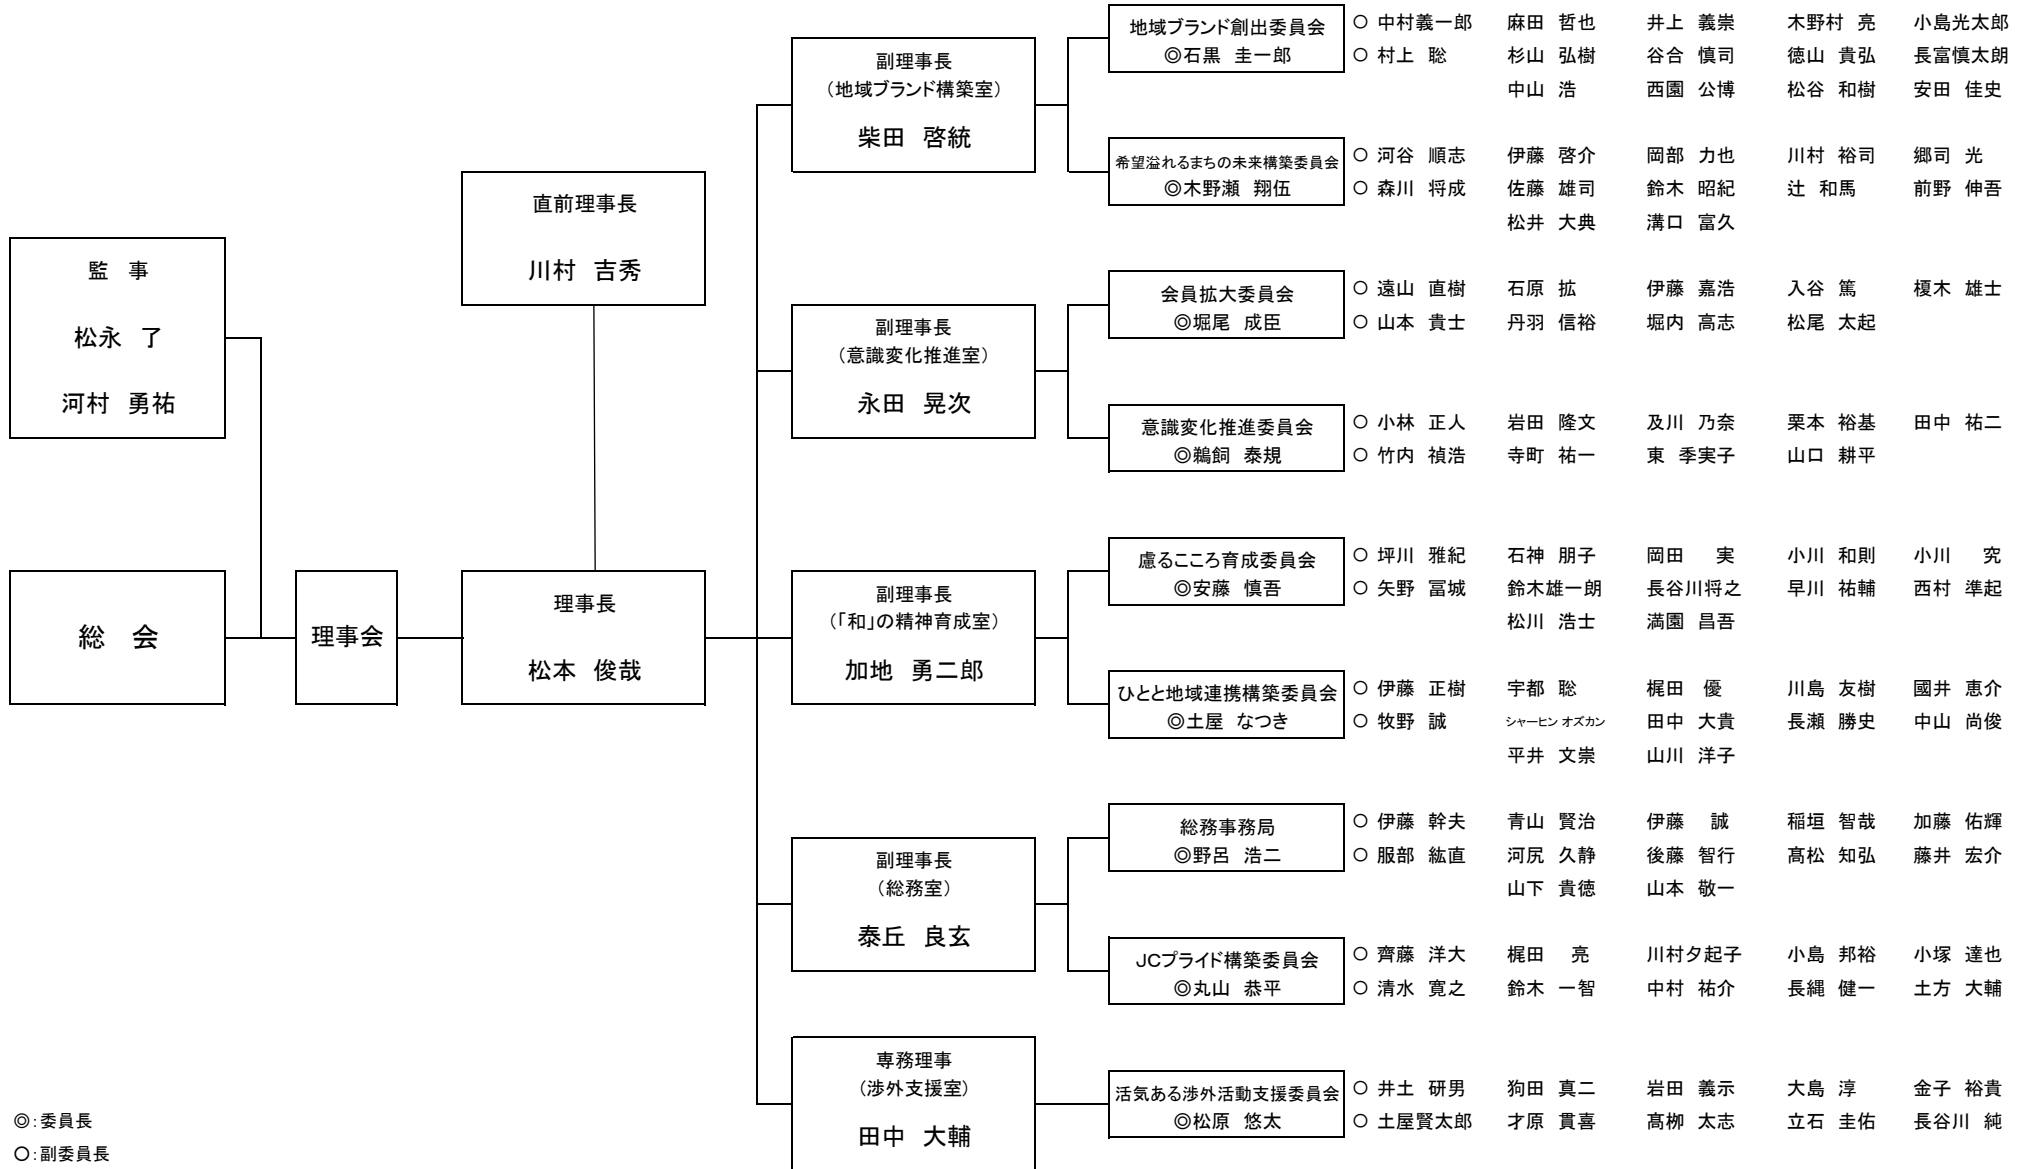 監　事
松永　了
河村　勇祐
総　会
理事会
直前理事長
川村　吉秀
理事長
松本　俊哉
副理事長
（地域ブランド構築室）
柴田　啓統
地域ブランド創出委員会
◎石黒　圭一郎
○ 中村義一郎　麻田 哲也　井上 義崇　木野村 亮　小島光太郎
○ 村上 聡　杉山 弘樹　谷合 慎司　徳山 貴弘　長富慎太朗
中山 浩　西園 公博　松谷 和樹　安田 佳史
希望溢れるまちの未来構築委員会
◎木野瀬 翔伍
○ 河谷 順志　伊藤 啓介　岡部 力也　川村 裕司　郷司 光
○ 森川 将成　佐藤 雄司　鈴木 昭紀　辻 和馬　前野 伸吾
松井 大典　溝口 富久
副理事長
（意識変化推進室）
永田　晃次
会員拡大委員会
◎堀尾 成臣
○ 遠山 直樹　石原 拡　伊藤 嘉浩　入谷 篤　榎木 雄士
○ 山本 貴士　丹羽 信裕　堀内 高志　松尾 太起
意識変化推進委員会
◎鵜飼 泰規
○ 小林 正人　岩田 隆文　及川 乃奈　栗本 裕基　田中 祐二
○ 竹内 禎浩　寺町 祐一　東 季実子　山口 耕平
副理事長
（「和」の精神育成室）
加地　勇二郎
慮るこころ育成委員会
◎安藤 慎吾
○ 坪川 雅紀　石神 朋子　岡田 実　小川 和則　小川 究
○ 矢野 冨城　鈴木雄一朗　長谷川将之　早川 祐輔　西村 準起
松川 浩士　満園 昌吾
ひとと地域連携構築委員会
◎土屋 なつき
○ 伊藤 正樹　宇都 聡　梶田 優　川島 友樹　國井 恵介
○ 牧野 誠　シャーヒン オズカン　田中 大貴　長瀬 勝史　中山 尚俊
平井 文崇　山川 洋子
副理事長
（総務室）
泰丘　良玄
総務事務局
◎野呂 浩二
○ 伊藤 幹夫　青山 賢治　伊藤 誠　稲垣 智哉　加藤 佑輝
○ 服部 紘直　河尻 久静　後藤 智行　髙松 知弘　藤井 宏介
山下 貴徳　山本 敬一
JCプライド構築委員会
◎丸山 恭平
○ 齊藤 洋大　梶田 亮　川村夕起子　小島 邦裕　小塚 達也
○ 清水 寛之　鈴木 一智　中村 祐介　長縄 健一　土方 大輔
専務理事
（渉外支援室）
田中　大輔
活気ある渉外活動支援委員会
◎松原 悠太
○ 井土 研男　狗田 真二　岩田 義示　大島 淳　金子 裕貴
○ 土屋賢太郎　才原 貫喜　髙栁 太志　立石 圭佑　長谷川 純
◎：委員長
○：副委員長